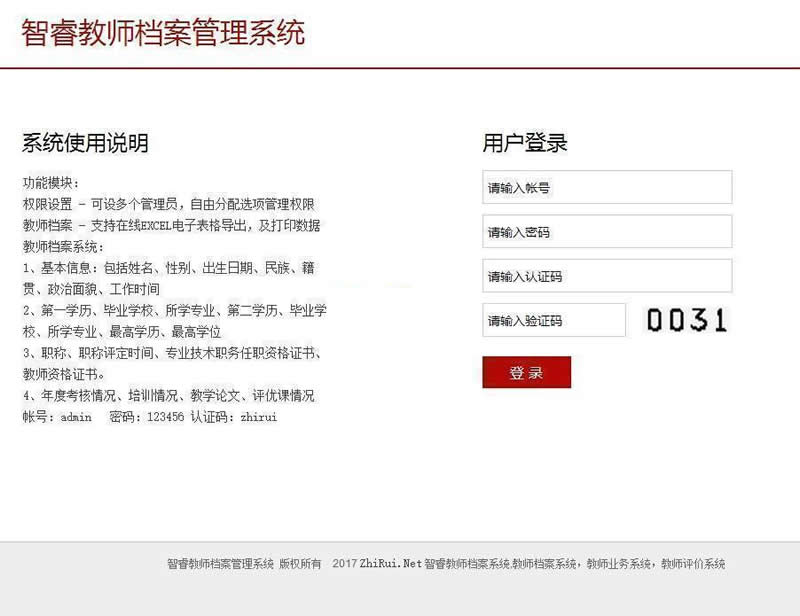 智睿教师档案管理系统
系统使用说明
功能模块：
权限设置 - 可设多个管理员，自由分配选项管理权限
教师档案 - 支持在线EXCEL电子表格导出，及打印数据
教师档案系统：
1、基本信息：包括姓名、性别、出生日期、民族、籍
贯、政治面貌、工作时间
2、第一学历、毕业学校、所学专业、第二学历、毕业学
校、所学专业、最高学历、最高学位
3、职称、职称评定时间、专业技术职务任职资格证书、
教师资格证书。
4、年度考核情况、培训情况、教学论文、评优课情况
帐号：admin 密码：123456 认证码：zhirui
用户登录
请输入帐号
请输入密码
请输入认证码
请输入验证码 0031
登 录
智睿教师档案管理系统 版权所有 2017 ZhiRui.Net 智睿教师档案系统,教师档案系统，教师业务系统，教师评价系统